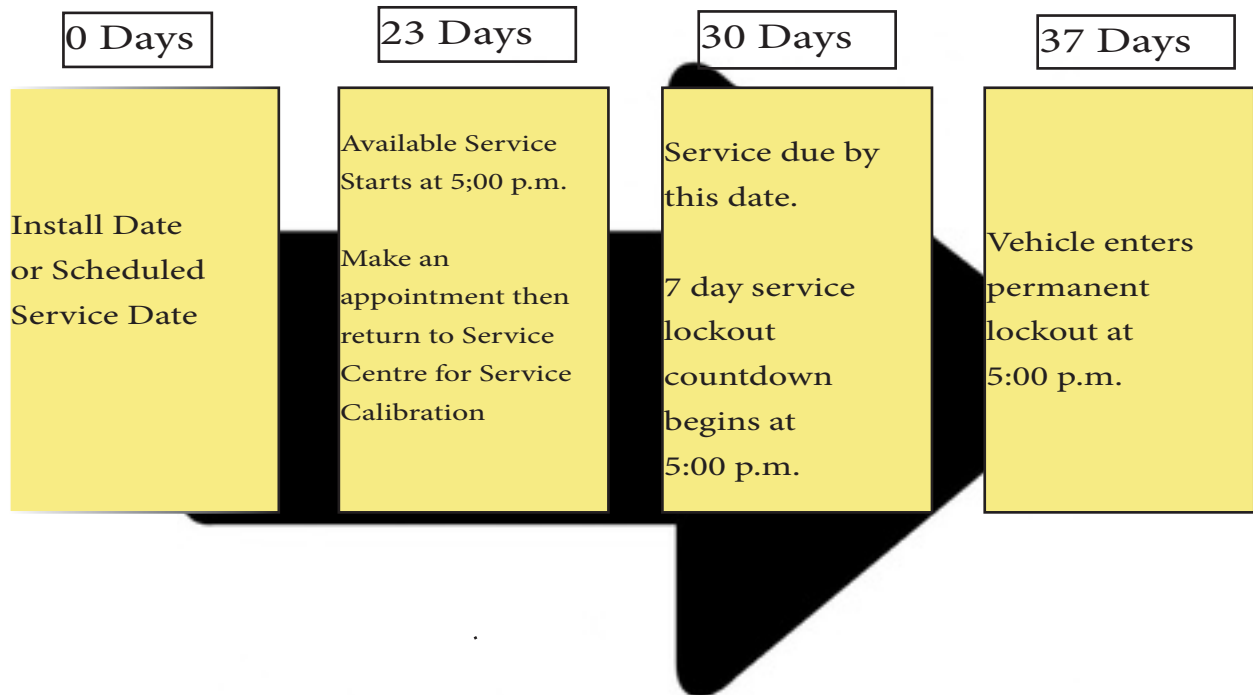 0 Days
23 Days
30 Days
37 Days
Install Date
or Scheduled
Service Date
Available Service
Starts at 5;00 p.m.
Make an
appointment then
return to Service
Centre for Service
Calibration
Service due by
this date.
7 day service
lockout
countdown
begins at
5:00 p.m.
Vehicle enters
permanent
lockout at
5:00 p.m.
.